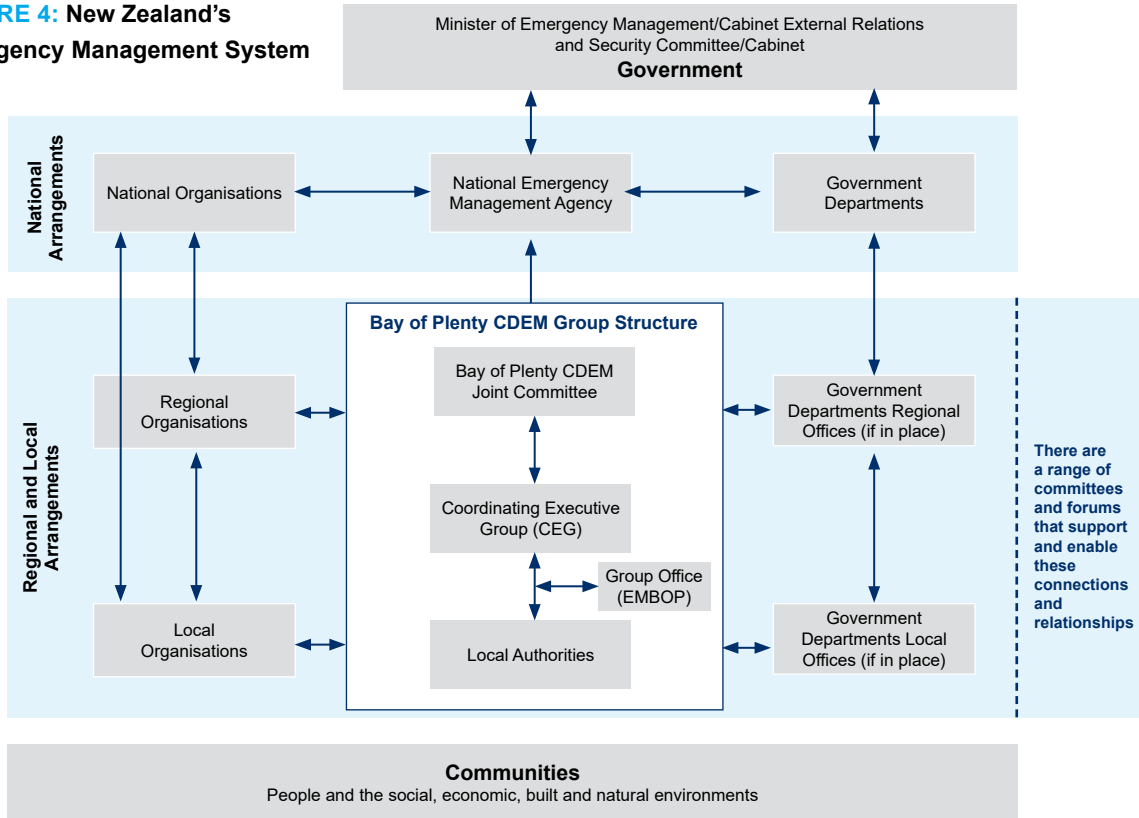 RE 4: New Zealand's
gency Management System
Minister of Emergency Management/Cabinet External Relations
and Security Committee/Cabinet
Government
National
Arrangements
National Organisations
National Emergency
Management Agency
Government
Departments
Regional and Local
Arrangements
Bay of Plenty CDEM Group Structure
Bay of Plenty CDEM
Joint Committee
Regional
Organisations
Government
Departments Regional
Offices (if in place)
Coordinating Executive
Group (CEG)
Group Office
(EMBOP)
Local
Organisations
Local Authorities
Government
Departments Local
Offices (if in place)
There are
a range of
committees
and forums
that support
and enable
these
connections
and
relationships
Communities
People and the social, economic, built and natural environments